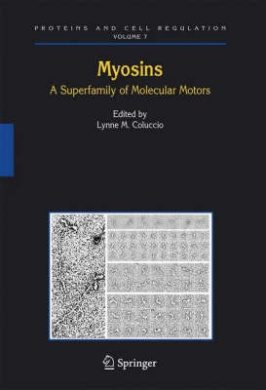 PROTEINS AND CELL REGULATION
VOLUME 7
Myosins
A Superfamily of Molecular Motors
Edited by
Lynne M. Coluccio
Springer